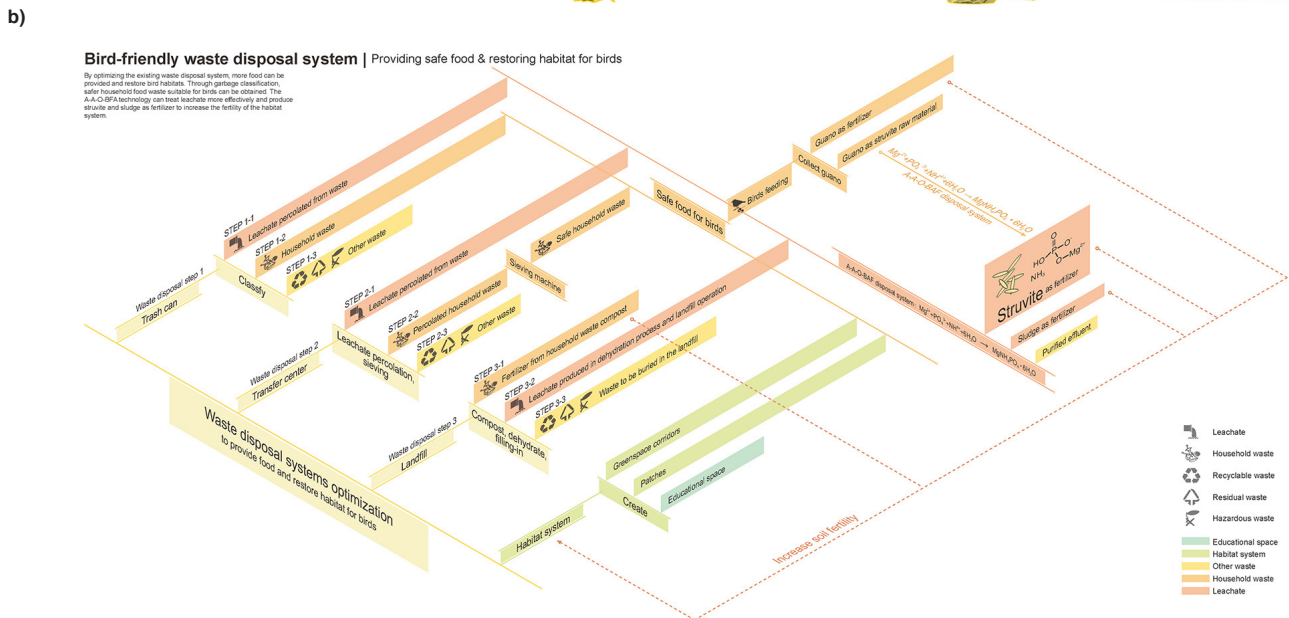 b)
Bird-friendly waste disposal system | Providing safe food & restoring habitat for birds
By optimizing the existing waste disposal system, more food can be
provided and restore bird habitats. Through garbage classification,
safer household food waste suitable for birds can be obtained. The
A-A-O-BFA technology can treat leachate more effectively and produce
struvite and sludge as fertilizer to increase the fertility of the habitat
system.
Waste disposal step 1
Trash can
Classfy
STEP 1-1
Leachate percolated from waste
STEP 1-2
Household waste
STEP 1-3
Other waste
Waste disposal step 2
Transfer center
Leachate percolation,
sieving
STEP 2-1
Leachate percolated from waste
STEP 2-2
Percolated household waste
STEP 2-3
Other waste
Sieving machine
Safe household waste
Waste disposal step 3
Landfill
Compost, dehydrate,
filling-in
STEP 3-1
Fertilizer from household waste compost
STEP 3-2
Leachate produced in dehydration process and landfill operation
STEP 3-3
Waste to be buried in the landfill
Waste disposal systems optimization
to provide food and restore habitat for birds
Habitat system
Create
Greenspace corridors
Patches
Educational space
Safe food for birds
Birds feeding
Collect guano
Guano as fertilizer
Guano as struvite raw material
A-A-O-BAF disposal system
A-A-O-BAF disposal system
O
HO
P
O⁻
O
Mg²⁺
NH₃
Struvite as fertilizer
Sludge as fertilizer
Purified effluent
Increase soil fertility
Leachate
Household waste
Recyclable waste
Residual waste
Hazardous waste
Educational space
Habitat system
Other waste
Household waste
Leachate